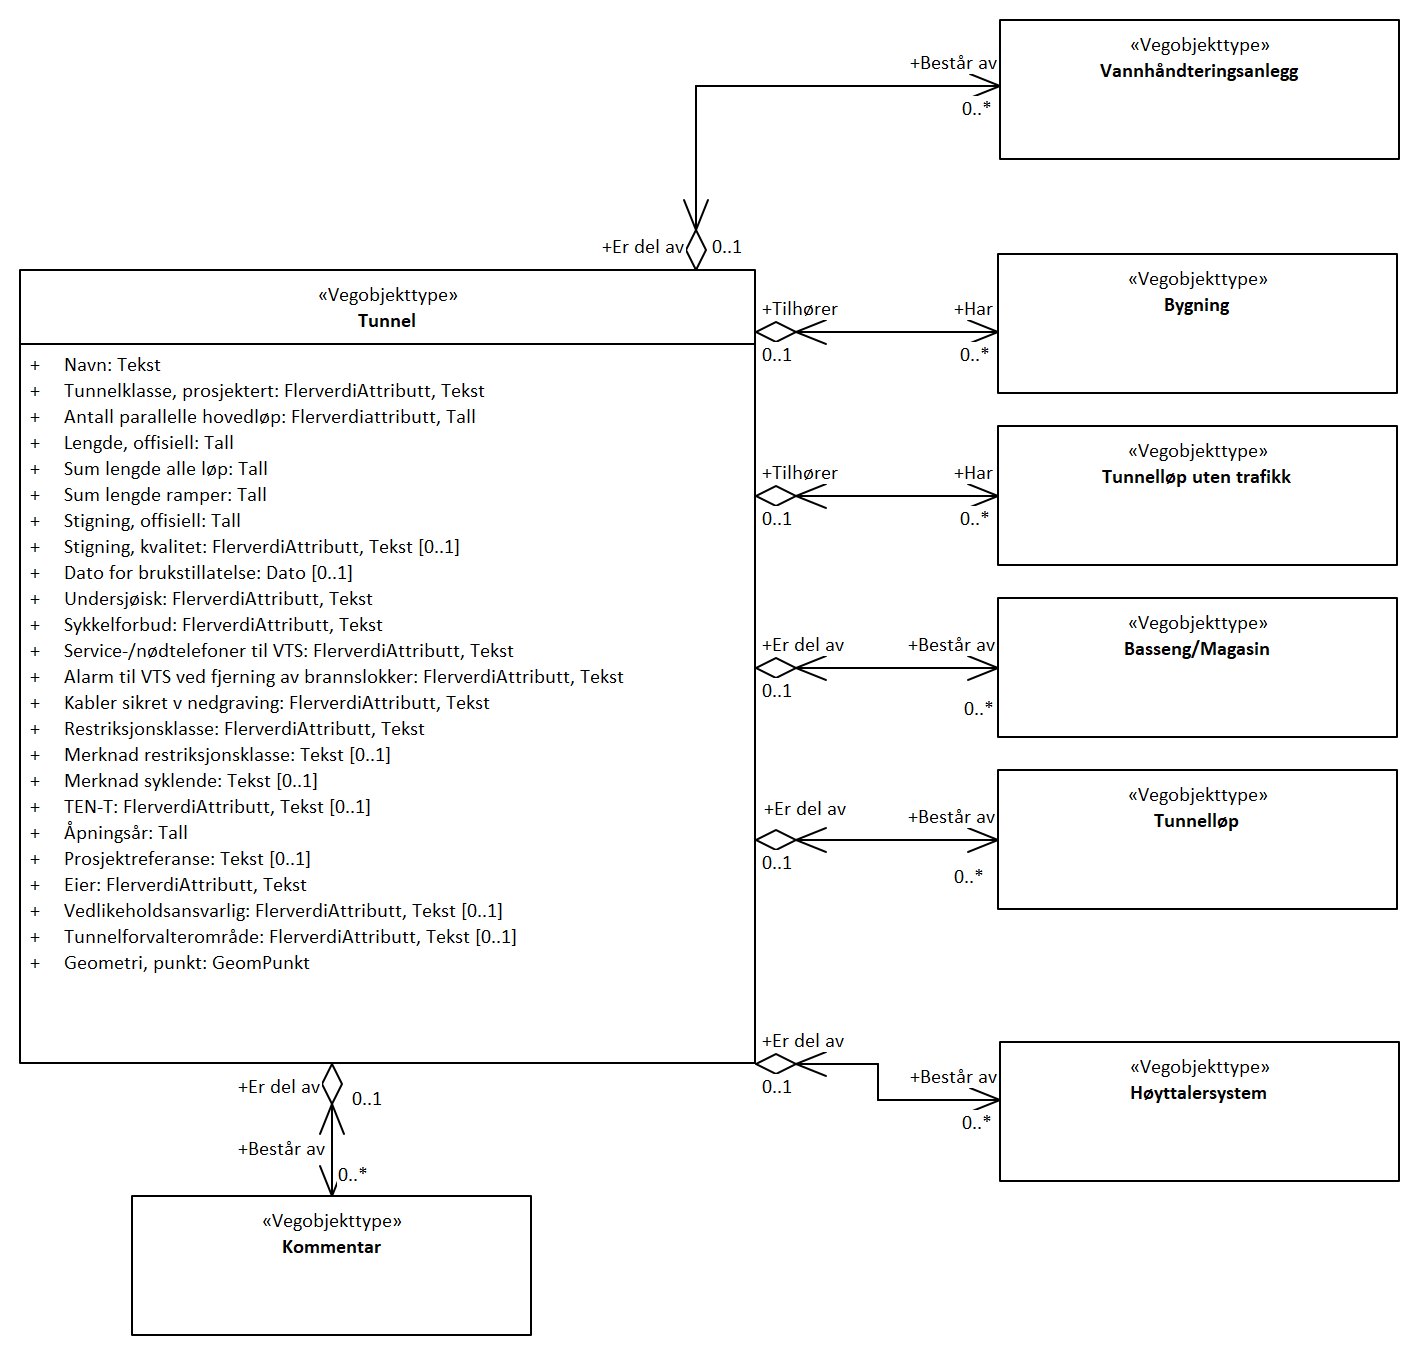 «Vegobjekttype»
Vannhåndteringsanlegg
+Består av
0..*
+Er del av
0..1
«Vegobjekttype»
Tunnel
+ Navn: Tekst
+ Tunnelklasse, prosjektert: FlerverdiAttributt, Tekst
+ Antall parallelle hovedløp: Flerverdiattributt, Tall
+ Lengde, offisiell: Tall
+ Sum lengde alle løp: Tall
+ Sum lengde ramper: Tall
+ Stigning, offisiell: Tall
+ Stigning, kvalitet: FlerverdiAttributt, Tekst [0..1]
+ Dato for brukstillatelse: Dato [0..1]
+ Undersjøisk: FlerverdiAttributt, Tekst
+ Sykkelforbud: FlerverdiAttributt, Tekst
+ Service-/nødtelefoner til VTS: FlerverdiAttributt, Tekst
+ Alarm til VTS ved fjerning av brannslokker: FlerverdiAttributt, Tekst
+ Kabler sikret v nedgraving: FlerverdiAttributt, Tekst
+ Restriksjonsklasse: FlerverdiAttributt, Tekst
+ Merknad restriksjonsklasse: Tekst [0..1]
+ Merknad syklende: Tekst [0..1]
+ TEN-T: FlerverdiAttributt, Tekst [0..1]
+ Åpningsår: Tall
+ Prosjektreferanse: Tekst [0..1]
+ Eier: FlerverdiAttributt, Tekst
+ Vedlikeholdsansvarlig: FlerverdiAttributt, Tekst [0..1]
+ Tunnelforvalterområde: FlerverdiAttributt, Tekst [0..1]
+ Geometri, punkt: GeomPunkt
+Tilhører
0..1
+Har
0..*
«Vegobjekttype»
Bygning
+Tilhører
0..1
+Har
0..*
«Vegobjekttype»
Tunnelløp uten trafikk
+Er del av
0..1
+Består av
0..*
«Vegobjekttype»
Basseng/Magasin
+Er del av
0..1
+Består av
0..*
«Vegobjekttype»
Tunnelløp
+Er del av
0..1
+Består av
0..*
«Vegobjekttype»
Høyttalersystem
+Er del av
0..1
+Består av
0..*
«Vegobjekttype»
Kommentar